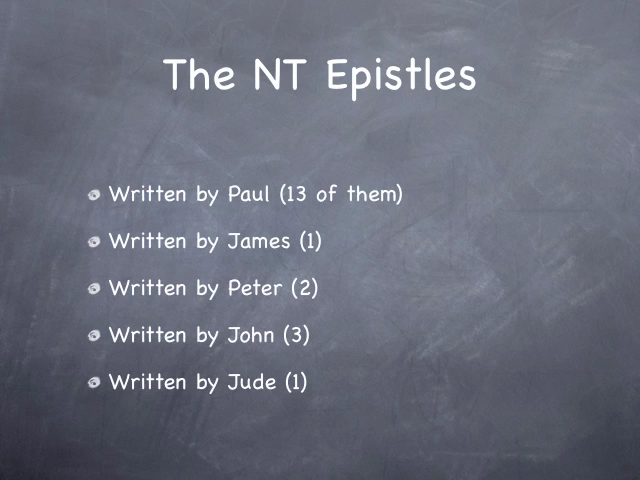 The NT Epistles
Written by Paul (13 of them)
Written by James (1)
Written by Peter (2)
Written by John (3)
Written by Jude (1)